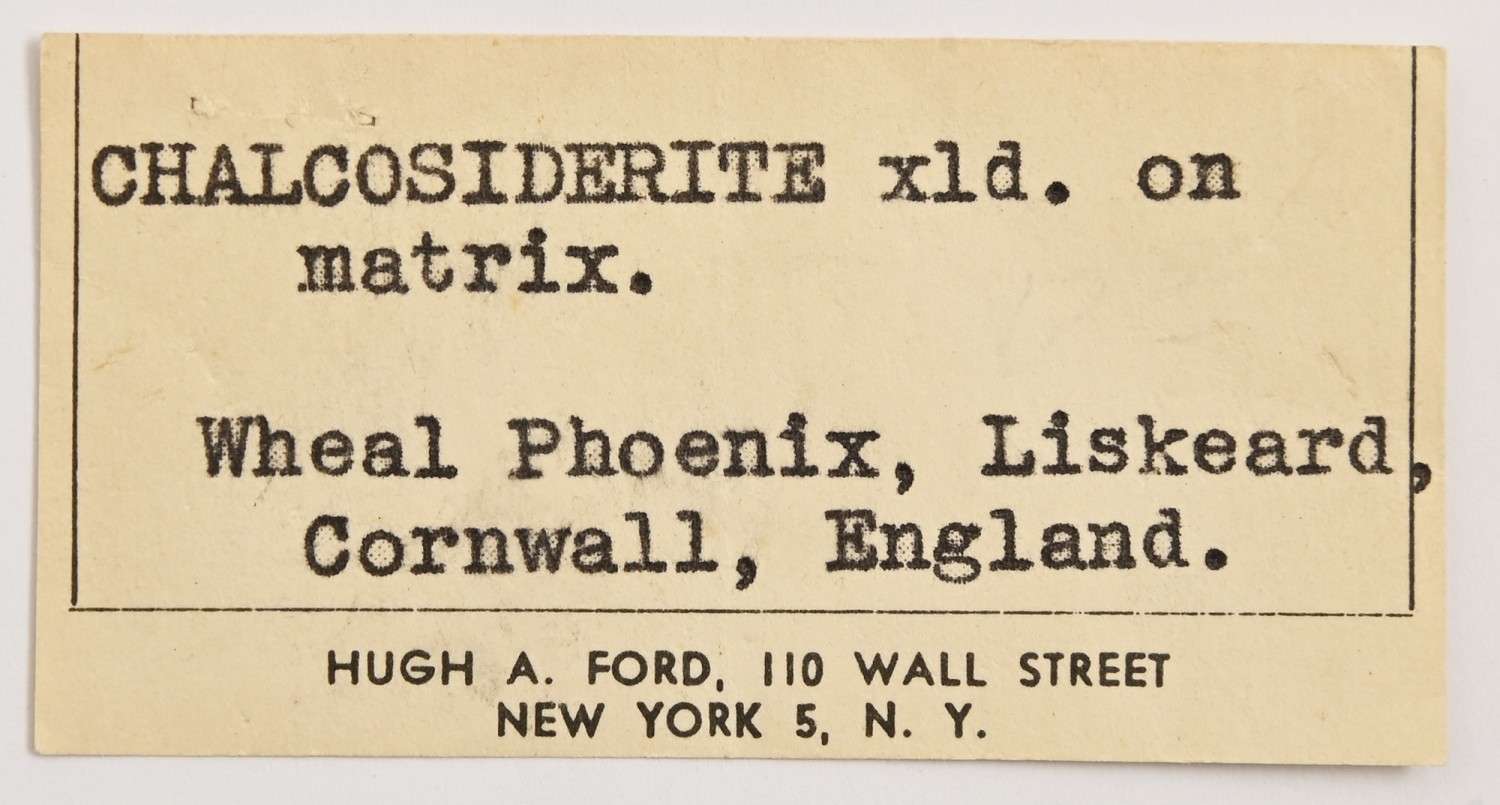 CHALCOSIDERITE xld. on
matrix.
Wheal Phoenix, Liskeard,
Cornwall, England.
HUGH A. FORD, 110 WALL STREET
NEW YORK 5, N. Y.